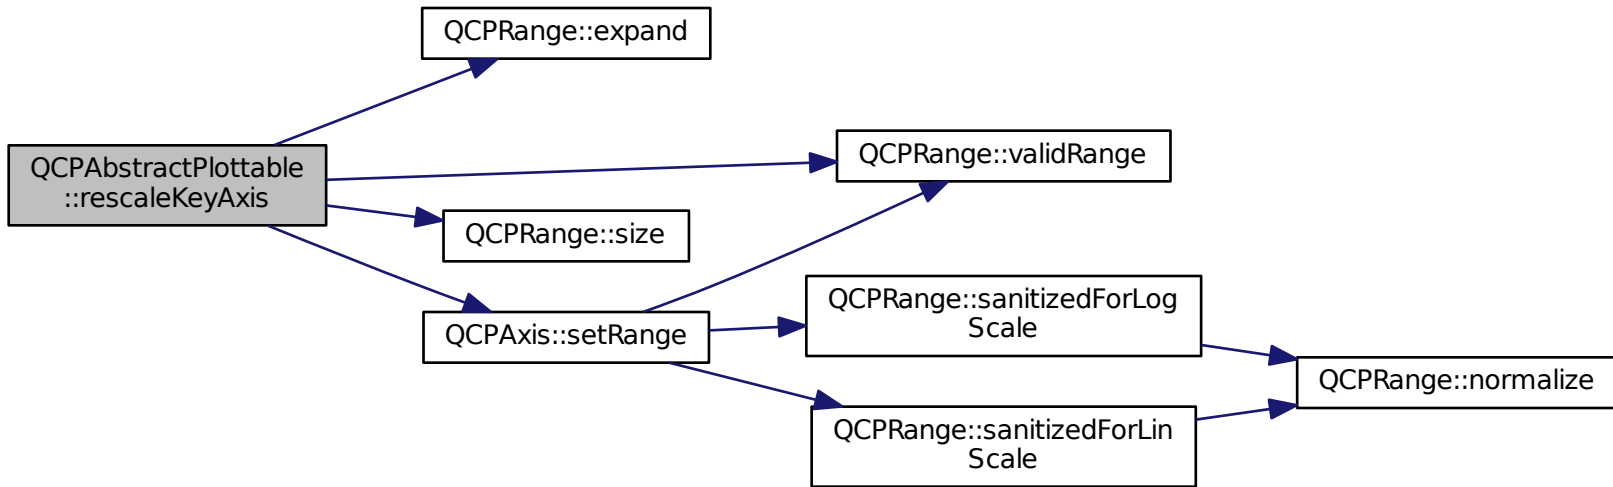 QCPRange::expand
QCPAbstractPlottable
::rescaleKeyAxis
QCPRange::validRange
QCPRange::size
QCPAxis::setRange
QCPRange::sanitizedForLog
Scale
QCPRange::normalize
QCPRange::sanitizedForLin
Scale